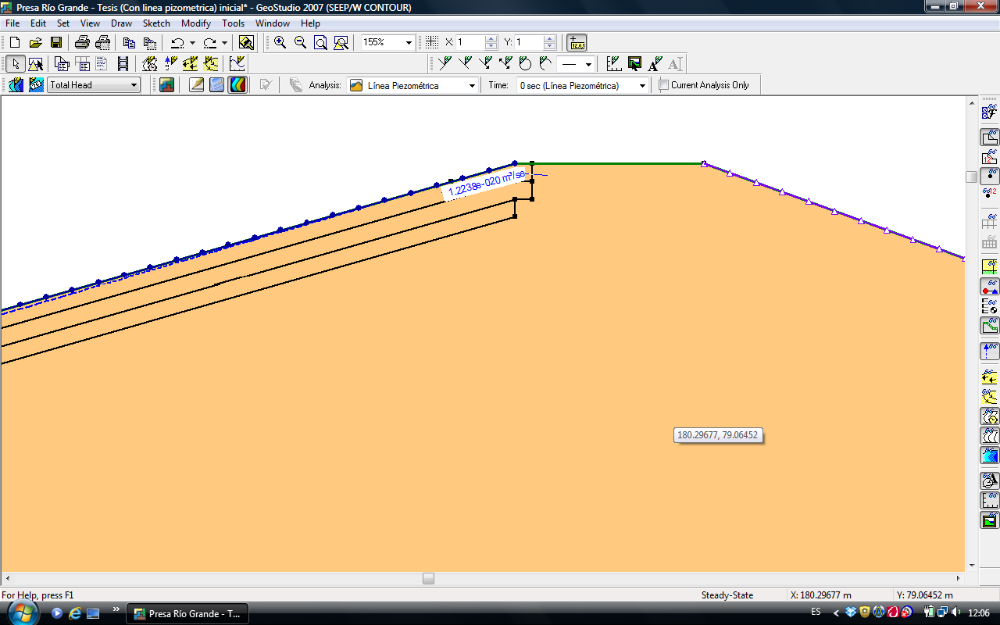 Presa Río Grande - Tesis (Con linea pizometrica) inicial* - GeoStudio 2007 (SEEP/W CONTOUR)
File Edit Set View Draw Sketch Modify Tools Window Help
155% X: 1 Y: 1
Total Head Analysis: Línea Piezométrica Time: 0 sec (Línea Piezométrica) Current Analysis Only
1.2238e-020 m³/se
180.29677, 79.06452
For Help, press F1 Steady-State X: 180.29677 m Y: 79.06452 m
Presa Río Grande - T... ES 12:06